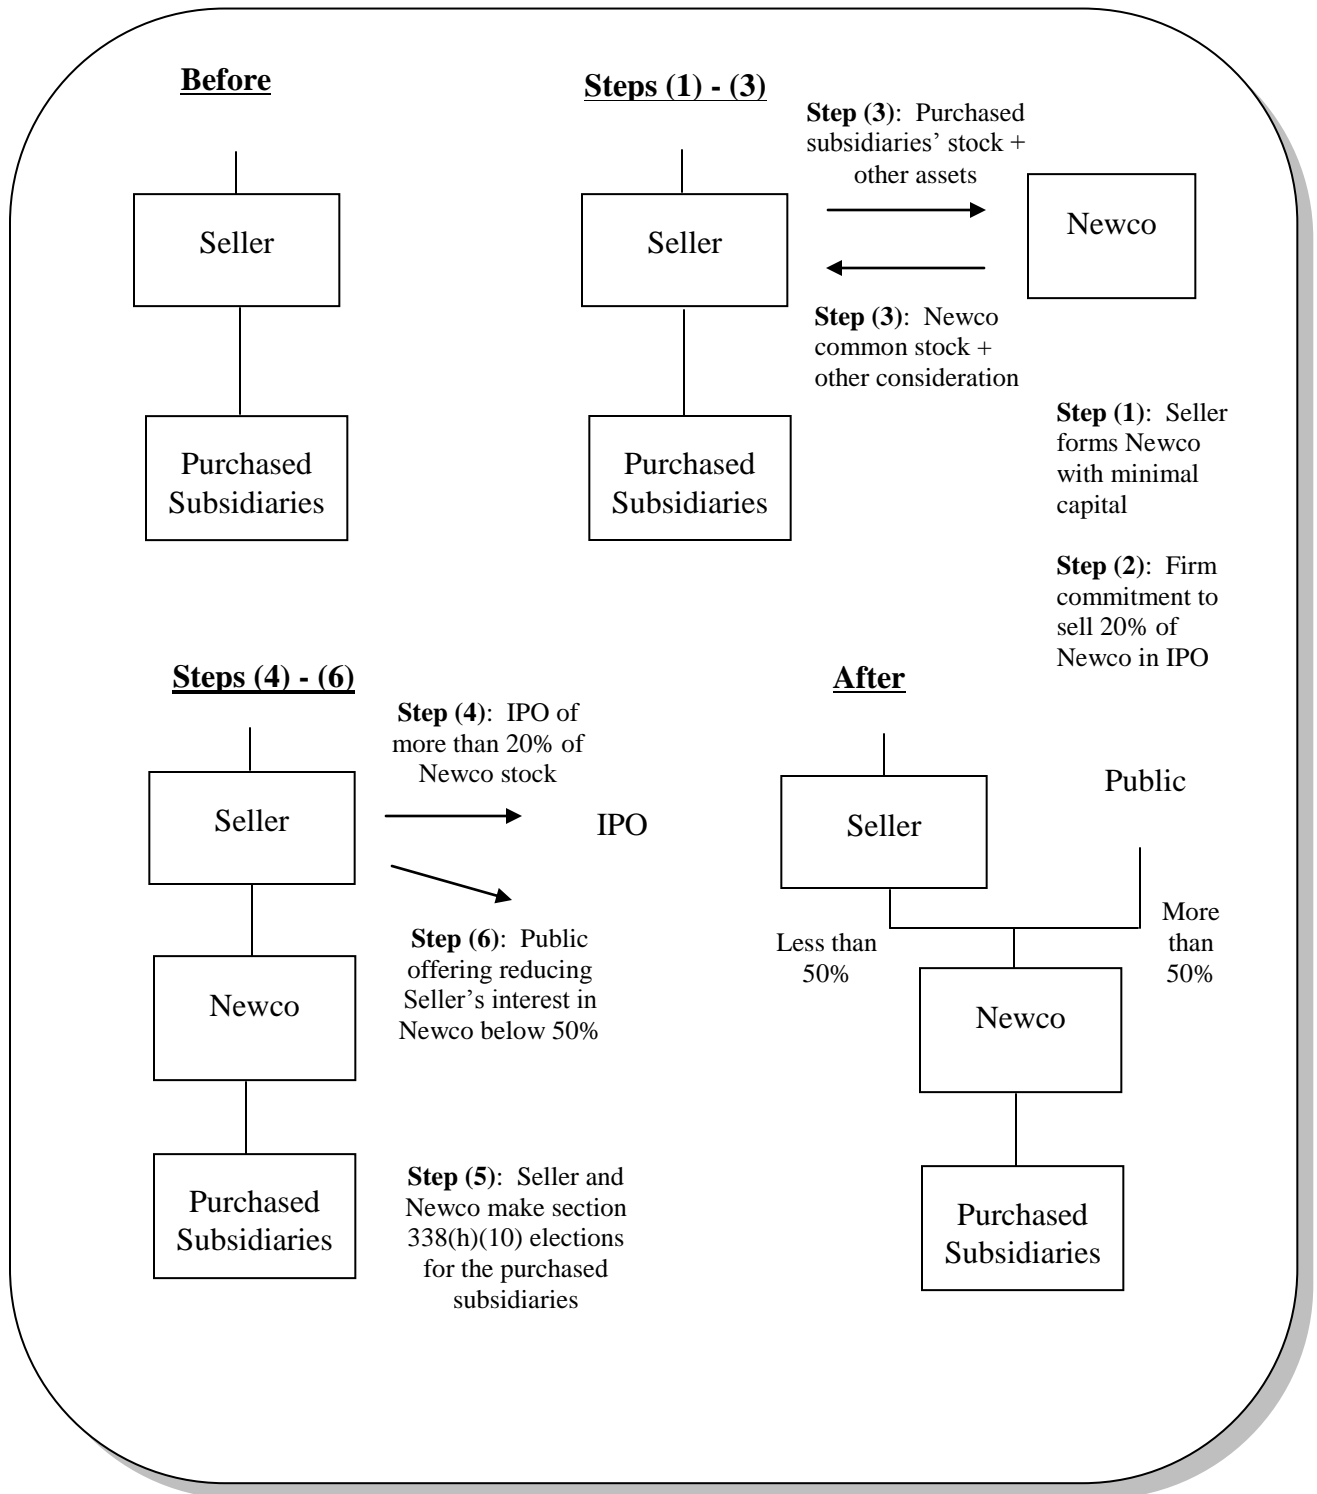 Before
Seller
Purchased
Subsidiaries
Steps (1) - (3)
Step (3):  Purchased
subsidiaries’ stock +
other assets
Seller
Newco
Step (3):  Newco
common stock +
other consideration
Purchased
Subsidiaries
Step (1):  Seller
forms Newco
with minimal
capital
Step (2):  Firm
commitment to
sell 20% of
Newco in IPO
Steps (4) - (6)
Step (4):  IPO of
more than 20% of
Newco stock
Seller
IPO
Step (6):  Public
offering reducing
Seller’s interest in
Newco below 50%
Newco
Purchased
Subsidiaries
Step (5):  Seller and
Newco make section
338(h)(10) elections
for the purchased
subsidiaries
After
Public
Seller
Less than
50%
More
than
50%
Newco
Purchased
Subsidiaries